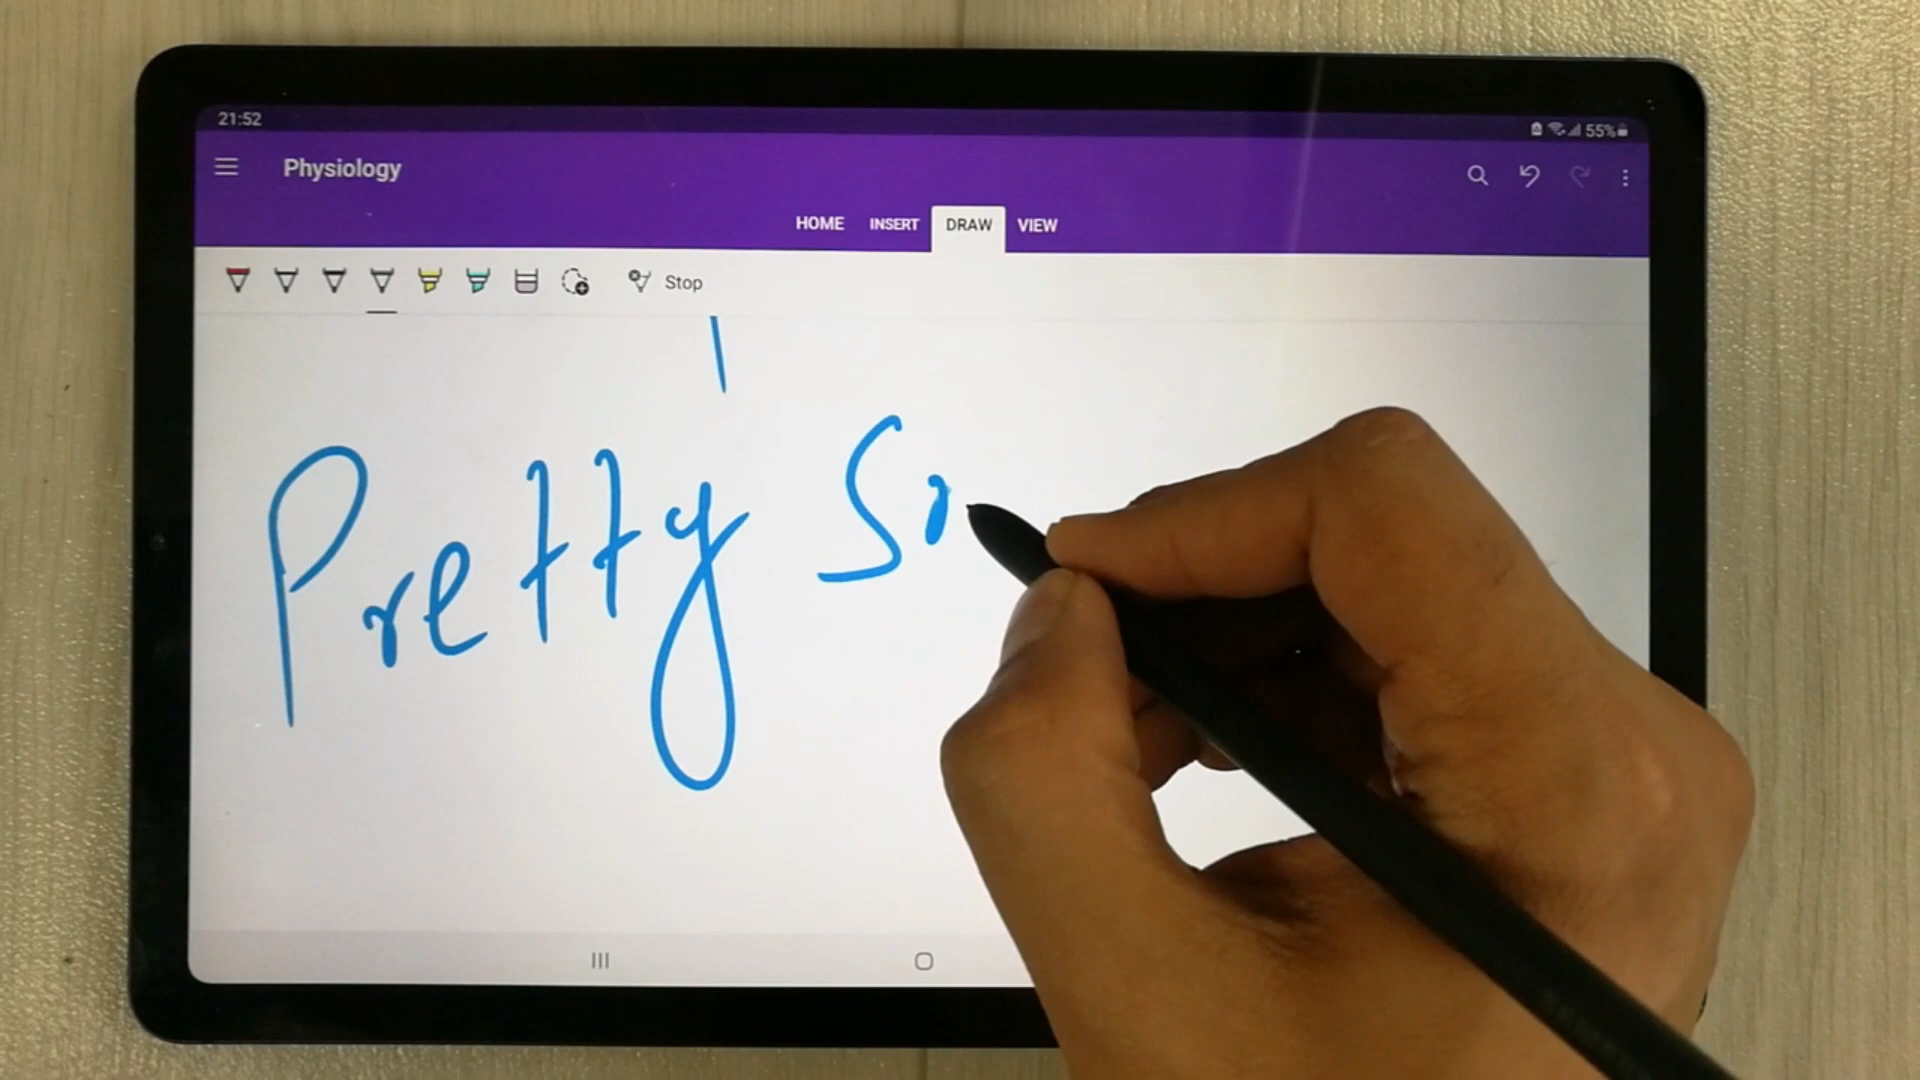 21:52 55%
Physiology
HOME INSERT DRAW VIEW
Stop
Pretty So